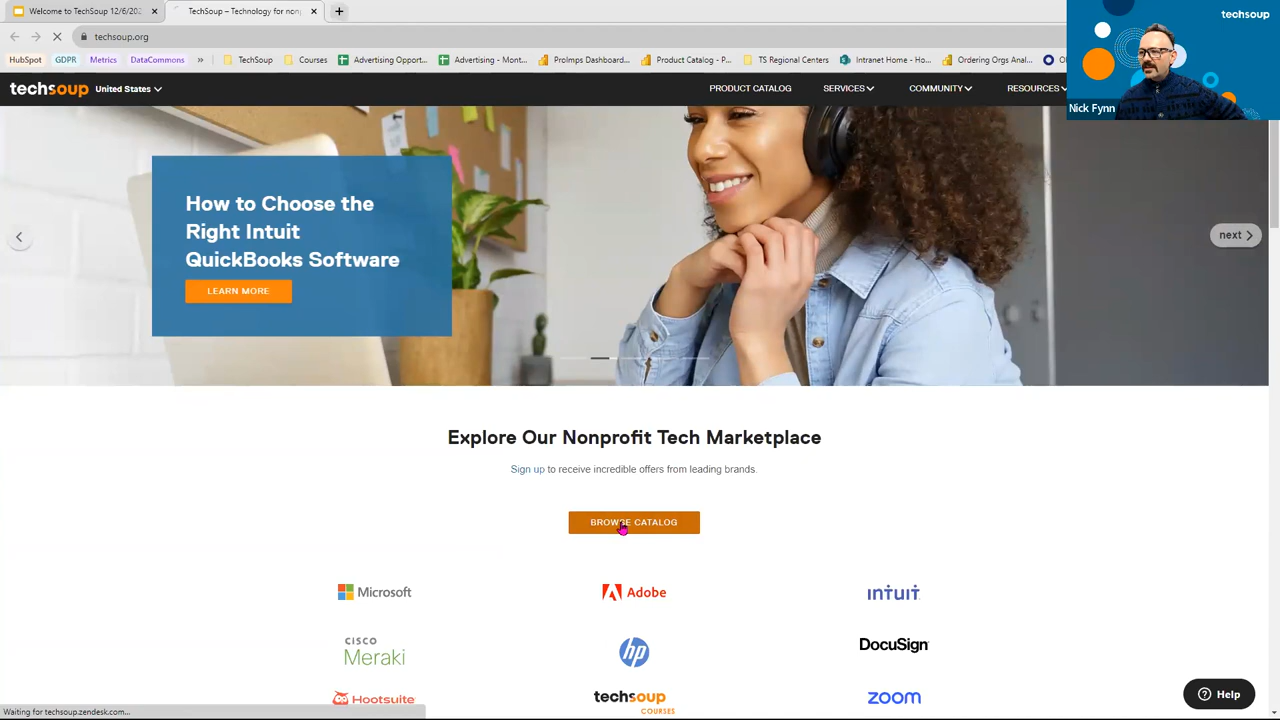 Welcome to TechSoup 12/6/202
TechSoup – Technology for non
techsoup.org
HubSpot
GDPR
Metrics
DataCommons
TechSoup
Courses
Advertising Opport...
Advertising - Mont...
ProImps Dashboard...
Product Catalog - P...
TS Regional Centers
Intranet Home - Ho...
Ordering Orgs Anal...
techsoup
Nick Fynn
techsoup
United States
PRODUCT CATALOG
SERVICES
COMMUNITY
RESOURCES
How to Choose the
Right Intuit
QuickBooks Software
LEARN MORE
next
Explore Our Nonprofit Tech Marketplace
Sign up to receive incredible offers from leading brands.
BROWSE CATALOG
Microsoft
Adobe
INTUIT
CISCO
Meraki
hp
DocuSign
Hootsuite
techsoup
COURSES
zoom
Help
Waiting for techsoup.zendesk.com...